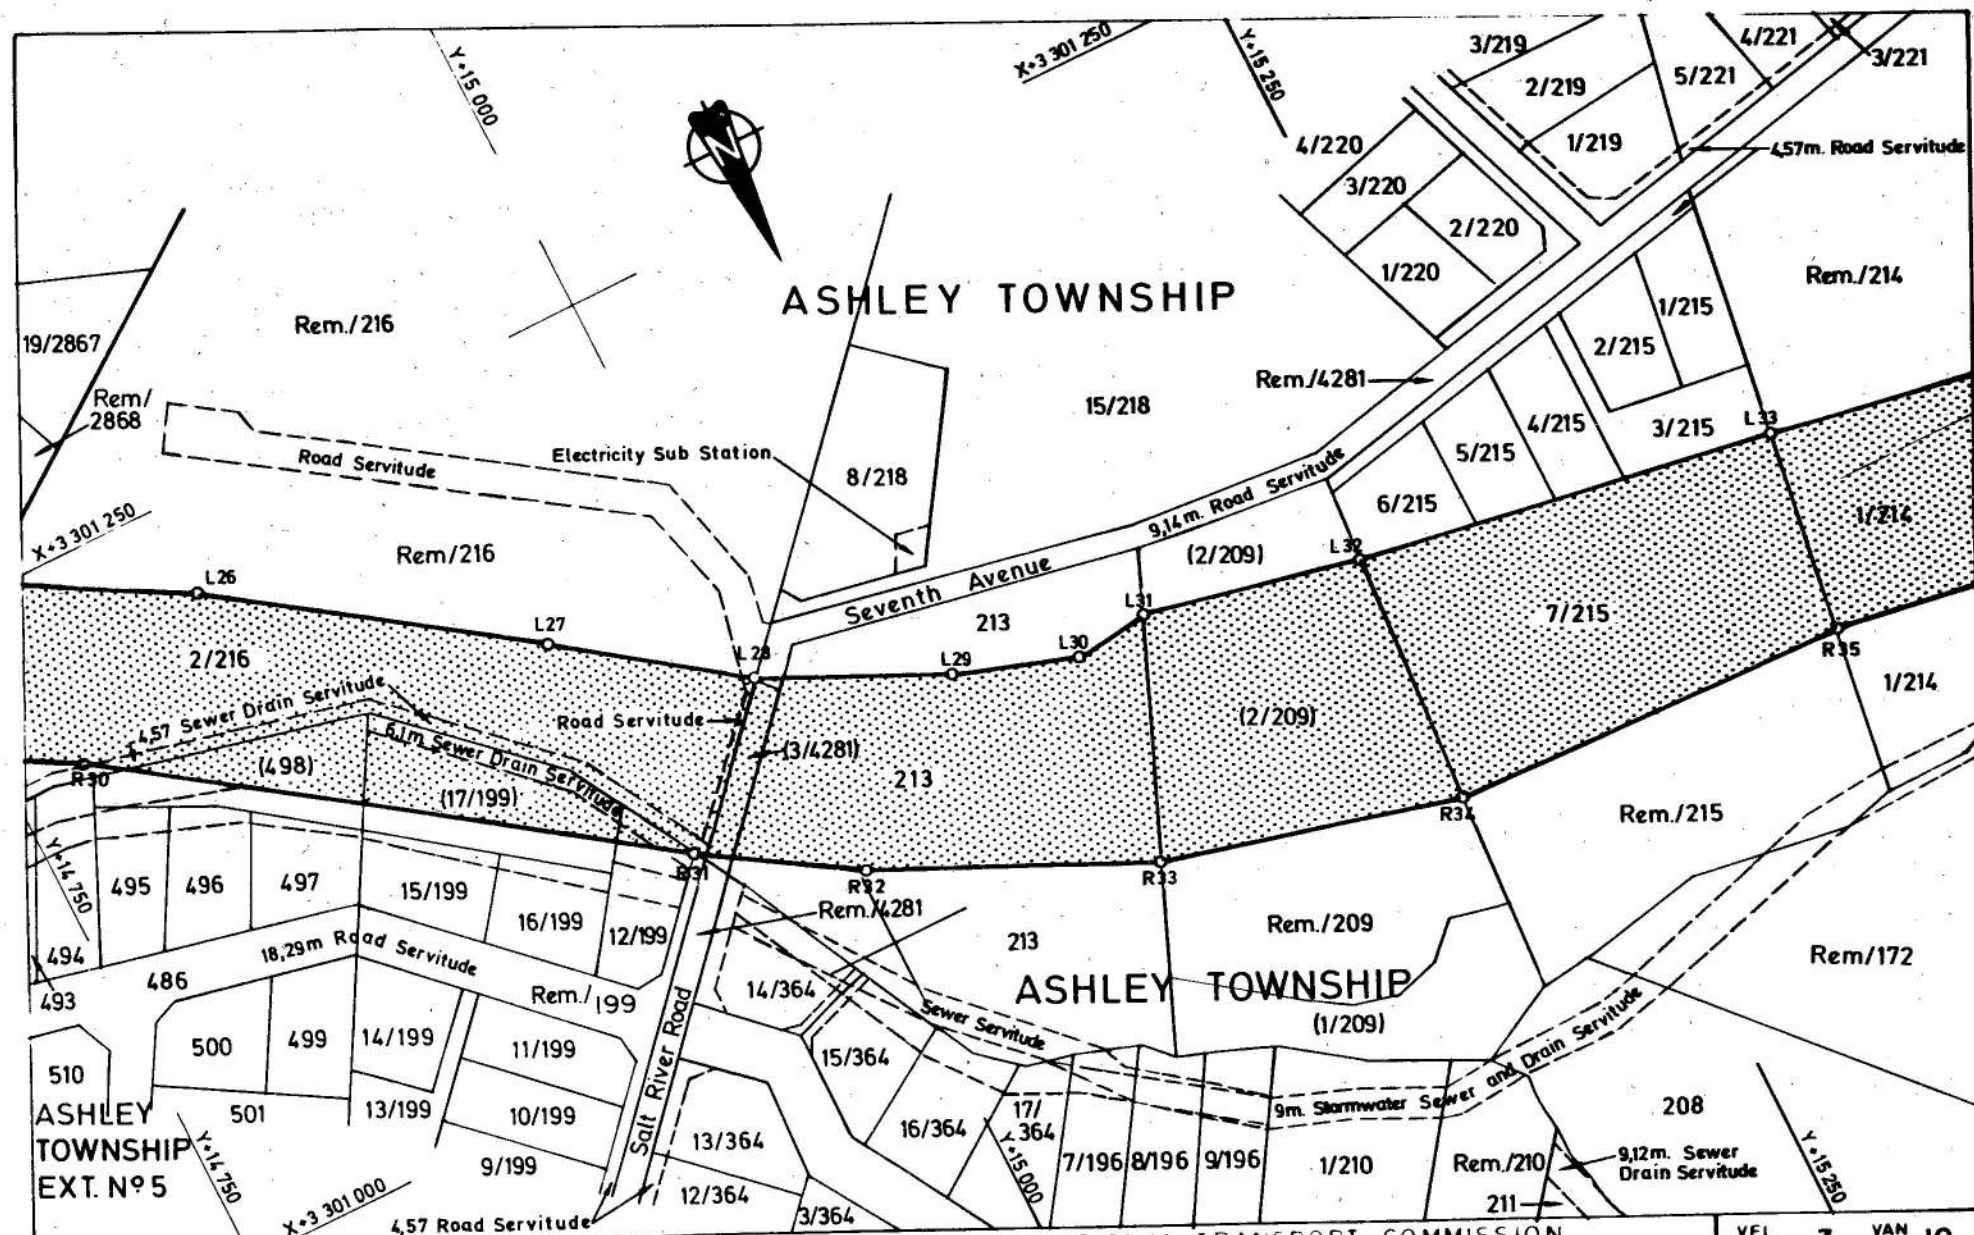 Y+15 000
X+3 301 250
Y+15 250
3/219
4/221
3/221
2/219
5/221
1/219
4/220
4,57m. Road Servitude
3/220
2/220
1/220
N
ASHLEY TOWNSHIP
Rem./214
1/215
2/215
Rem./216
19/2867
Rem/
2868
Rem./4281
15/218
4/215
3/215
L33
5/215
Electricity Sub Station
Road Servitude
8/218
6/215
9,14m. Road Servitude
1/214
X+3 301 250
Rem/216
(2/209)
L32
L26
Seventh Avenue
L31
7/215
213
L27
L30
L28
L29
R35
2/216
1/214
4,57 Sewer Drain Servitude
Road Servitude
(2/209)
6,1m Sewer Drain Servitude
(3/4281)
213
R30
(498)
(17/199)
R34
Rem./215
Y+14 750
495
496
497
15/199
R31
R32
R33
16/199
12/199
Rem./4281
213
Rem./209
494
18,29m Road Servitude
Rem/172
486
493
Rem./199
14/364
ASHLEY TOWNSHIP
(1/209)
Sewer Servitude
500
499
14/199
11/199
15/364
Salt River Road
510
9m. Stormwater Sewer and Drain Servitude
ASHLEY
TOWNSHIP
EXT. Nº 5
501
13/199
10/199
13/364
16/364
17/
364
208
Y+14 750
9/199
12/364
Y+15 000
7/196
8/196
9/196
1/210
Rem./210
9,12m. Sewer
Drain Servitude
Y+15 250
211
X+3 301 000
4,57 Road Servitude
3/364
TRANSPORT COMMISSION
VEL
VAN 10